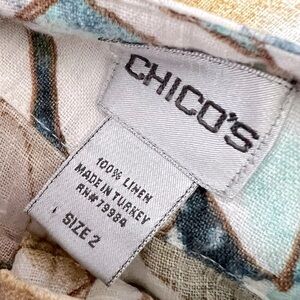 CHICO'S
100% LINEN
MADE IN TURKEY
RN#79984
SIZE 2